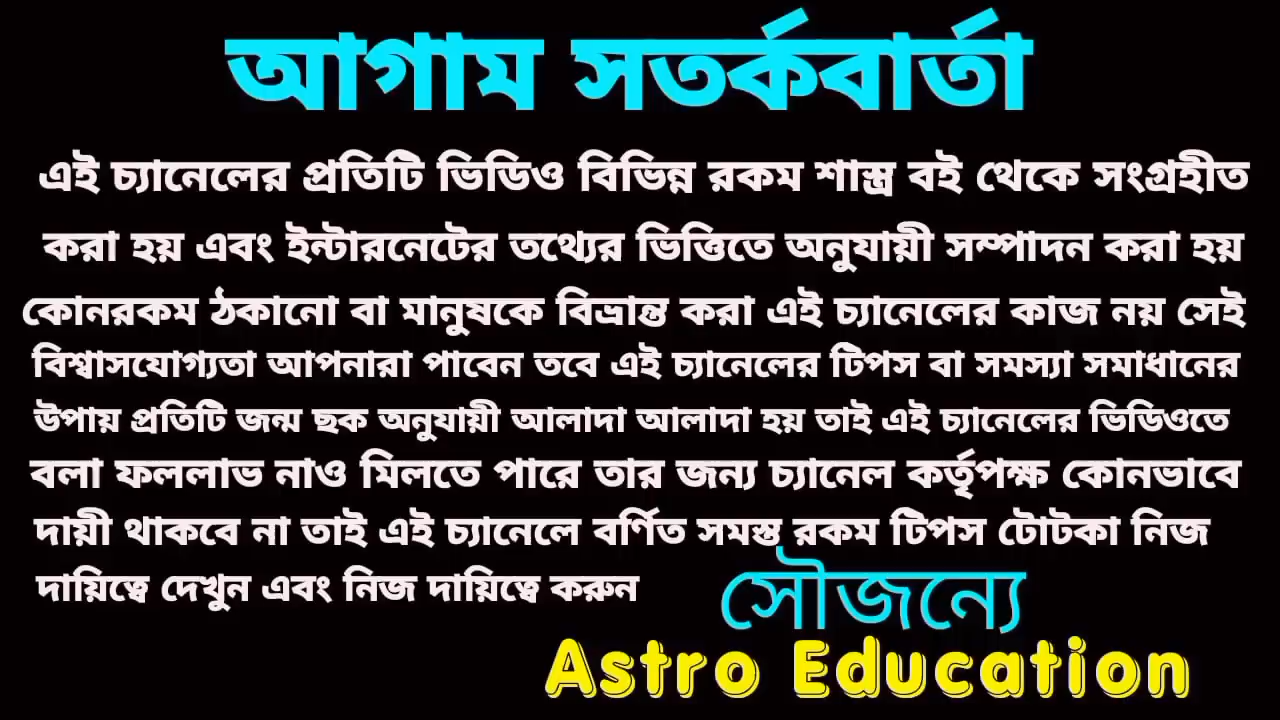 আগাম সতর্কবার্তা
এই চ্যানেলের প্রতিটি ভিডিও বিভিন্ন রকম শাস্ত্র বই থেকে সংগ্রহীত
করা হয় এবং ইন্টারনেটের তথ্যের ভিত্তিতে অনুযায়ী সম্পাদন করা হয়
কোনরকম ঠকানো বা মানুষকে বিভ্রান্ত করা এই চ্যানেলের কাজ নয় সেই
বিশ্বাসযোগ্যতা আপনারা পাবেন তবে এই চ্যানেলের টিপস বা সমস্যা সমাধানের
উপায় প্রতিটি জন্ম ছক অনুযায়ী আলাদা আলাদা হয় তাই এই চ্যানেলের ভিডিওতে
বলা ফললাভ নাও মিলতে পারে তার জন্য চ্যানেল কর্তৃপক্ষ কোনভাবে
দায়ী থাকবে না তাই এই চ্যানেলে বর্ণিত সমস্ত রকম টিপস টোটকা নিজ
দায়িত্বে দেখুন এবং নিজ দায়িত্বে করুন
সৌজন্যে
Astro Education